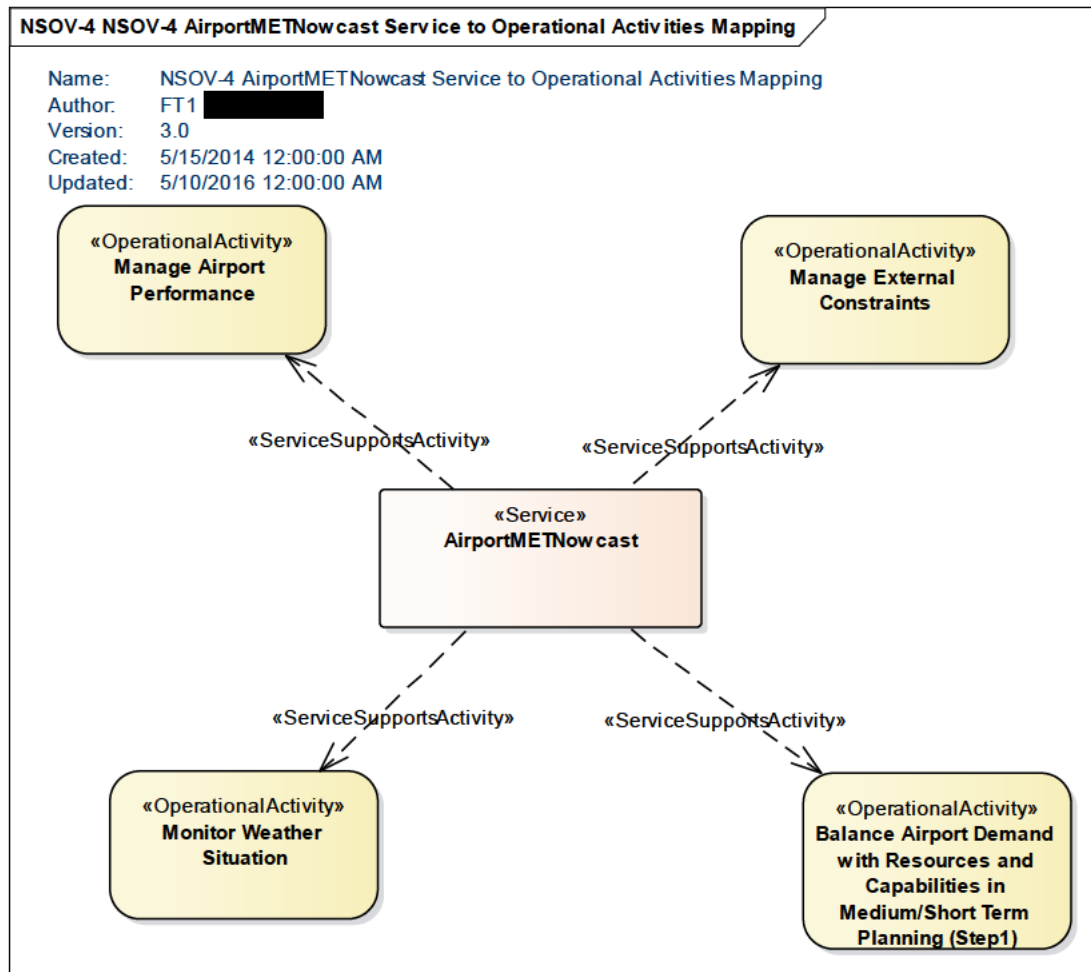 NSOV-4 NSOV-4 AirportMETNowcast Service to Operational Activities Mapping
Name: NSOV-4 AirportMETNowcast Service to Operational Activities Mapping
Author: FT1
Version: 3.0
Created: 5/15/2014 12:00:00 AM
Updated: 5/10/2016 12:00:00 AM
«OperationalActivity»
Manage Airport
Performance
«OperationalActivity»
Manage External
Constraints
«ServiceSupportsActivity»
«ServiceSupportsActivity»
«Service»
AirportMETNowcast
«ServiceSupportsActivity»
«ServiceSupportsActivity»
«OperationalActivity»
Monitor Weather
Situation
«OperationalActivity»
Balance Airport Demand
with Resources and
Capabilities in
Medium/Short Term
Planning (Step1)